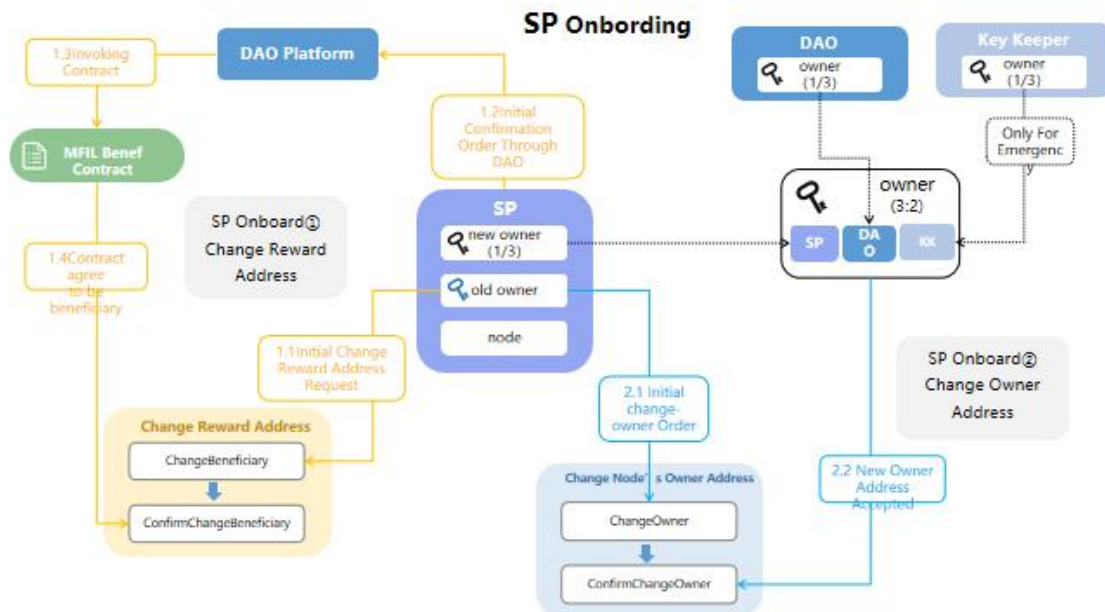 SP Onbording
1.3Invoking
Contract
DAO Platform
DAO
owner
(1/3)
Key Keeper
owner
(1/3)
1.2Initial
Confirmation
Order Through
DAO
Only For
Emergenc
y
MFIL Benef
Contract
SP Onboard①
Change Reward
Address
SP
new owner
(1/3)
old owner
node
owner
(3:2)
SP
DA
O
KK
1.4Contract
agree
to be
beneficiary
1.1Initial Change
Reward Address
Request
2.1 Initial
change-
owner Order
SP Onboard②
Change Owner
Address
Change Reward Address
ChangeBeneficiary
ConfirmChangeBeneficiary
Change Node's Owner Address
ChangeOwner
ConfirmChangeOwner
2.2 New Owner
Address
Accepted